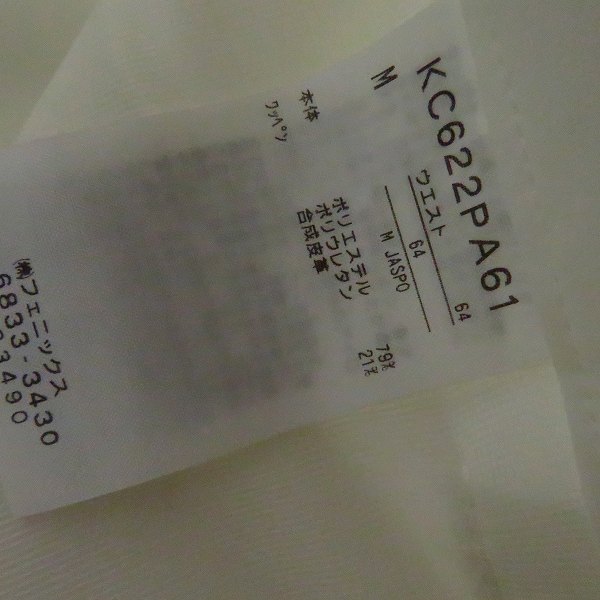 KC622PA61
M
ウエスト 64
64
M JASPO
本体 ポリエステル 79%
ポリウレタン 21%
ワッペン 合成皮革
㈱フェニックス
6833-3430
3490